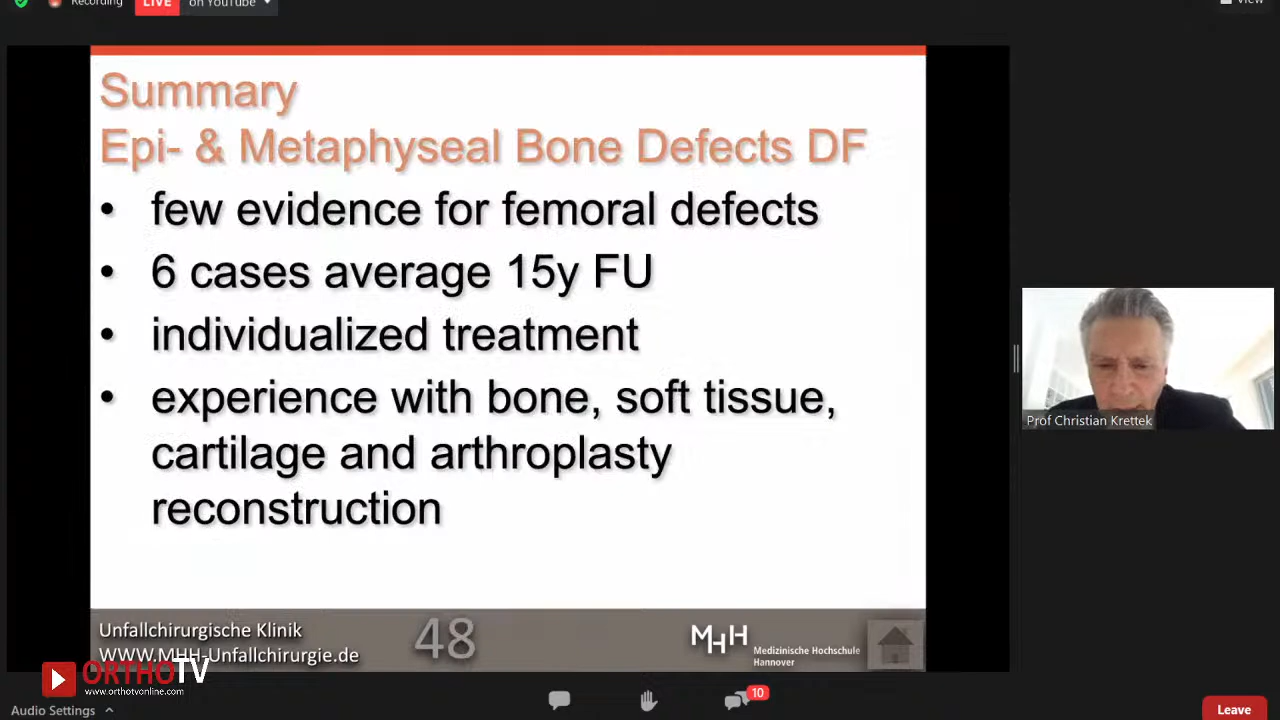 Recording
LIVE
on YouTube
View
Summary
Epi- & Metaphyseal Bone Defects DF
• few evidence for femoral defects
• 6 cases average 15y FU
• individualized treatment
• experience with bone, soft tissue,
cartilage and arthroplasty
reconstruction
Prof Christian Krettek
Unfallchirurgische Klinik
WWW.MHH-Unfallchirurgie.de
48
MHH
Medizinische Hochschule
Hannover
ORTHOTV
www.orthotvonline.com
10
Audio Settings
Leave